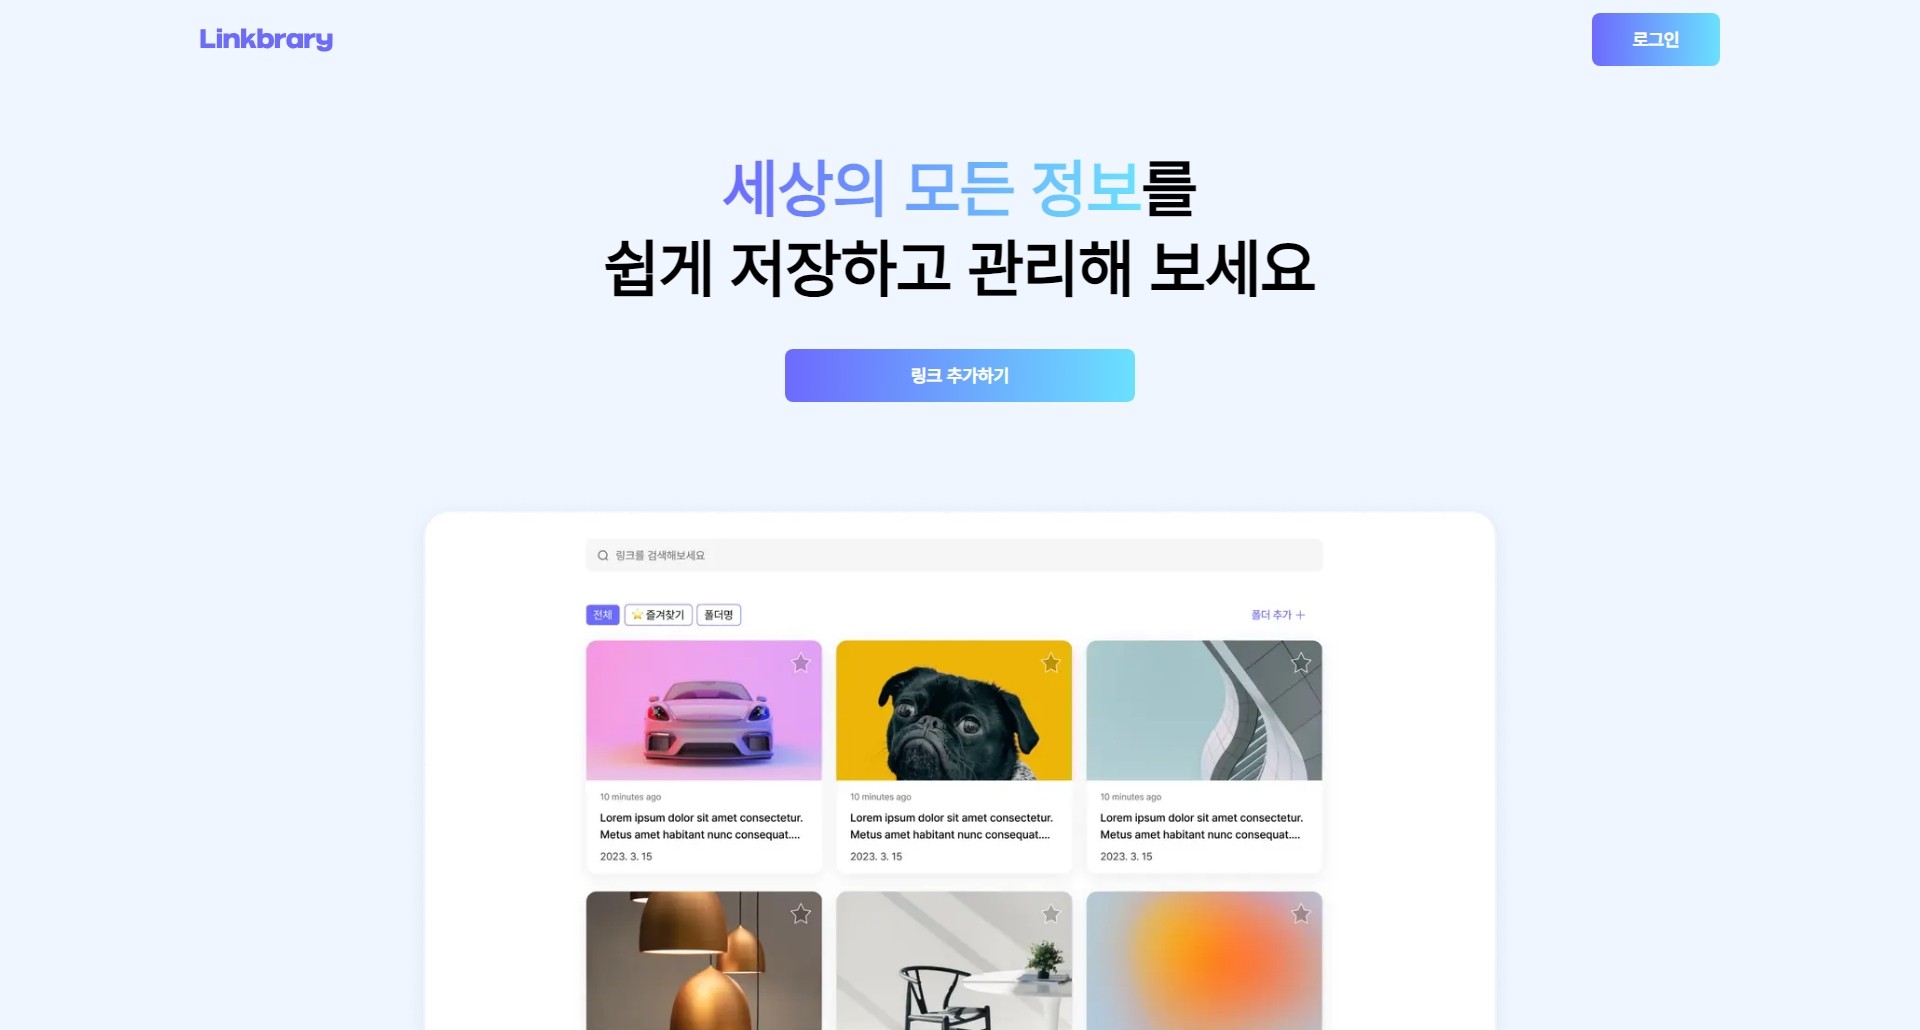 Linkbrary
로그인
세상의 모든 정보를
쉽게 저장하고 관리해 보세요
링크 추가하기
링크를 검색해보세요
전체
⭐ 즐겨찾기
폴더명
폴더 추가 +
10 minutes ago
Lorem ipsum dolor sit amet consectetur.
Metus amet habitant nunc consequat....
2023. 3. 15
10 minutes ago
Lorem ipsum dolor sit amet consectetur.
Metus amet habitant nunc consequat....
2023. 3. 15
10 minutes ago
Lorem ipsum dolor sit amet consectetur.
Metus amet habitant nunc consequat....
2023. 3. 15